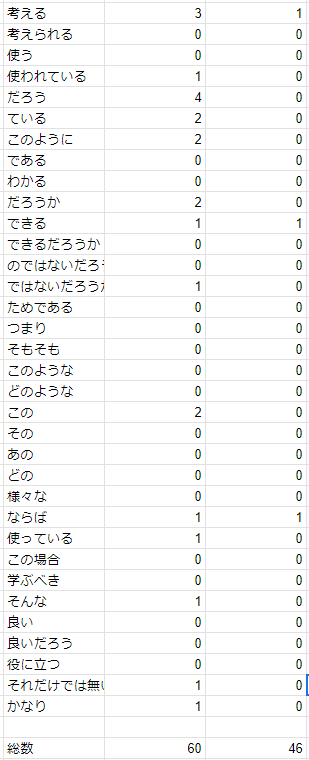 考える 3 1
考えられる 0 0
使う 0 0
使われている 1 0
だろう 4 0
ている 2 0
このように 2 0
である 0 0
わかる 0 0
だろうか 2 0
できる 1 1
できるだろうか 0 0
のではないだろ 0 0
ではないだろう 1 0
ためである 0 0
つまり 0 0
そもそも 0 0
このような 0 0
どのような 0 0
この 2 0
その 0 0
あの 0 0
どの 0 0
様々な 0 0
ならば 1 1
使っている 1 0
この場合 0 0
学ぶべき 0 0
そんな 1 0
良い 0 0
良いだろう 0 0
役に立つ 0 0
それだけでは無い 1 0
かなり 1 0
総数 60 46